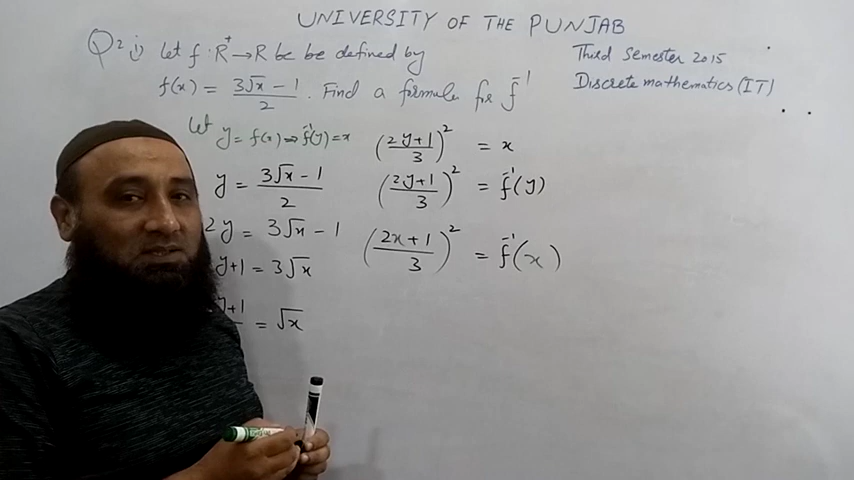 UNIVERSITY OF THE PUNJAB
Q2 i) Let f : R⁺ → R be be defined by
f(x) = (3√x - 1)/2 . Find a formula for f⁻¹
Third Semester 2015
Discrete mathematics (IT)
Let y = f(x) ⇒ f⁻¹(y) = x
y = (3√x - 1)/2
2y = 3√x - 1
y+1 = 3√x
y+1 = √x
((2y+1)/3)² = x
((2y+1)/3)² = f⁻¹(y)
((2x+1)/3)² = f⁻¹(x)